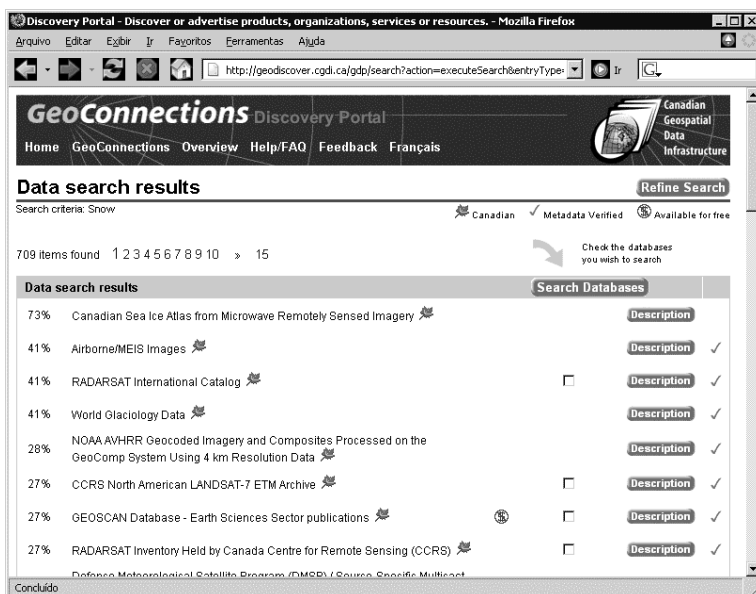 Discovery Portal - Discover or advertise products, organizations, services or resources. - Mozilla Firefox
Arquivo Editar Exibir Ir Favoritos Ferramentas Ajuda
http://geodiscover.cgdi.ca/gdp/search?action=executeSearch&entryType= Ir G
GeoConnections Discovery Portal
Canadian
Geospatial
Data
Infrastructure
Home GeoConnections Overview Help/FAQ Feedback Français
Data search results Refine Search
Search criteria: Snow Canadian Metadata Verified Available for free
709 items found 1 2 3 4 5 6 7 8 9 10 » 15
Check the databases
you wish to search
Data search results Search Databases
73% Canadian Sea Ice Atlas from Microwave Remotely Sensed Imagery Description
41% Airborne/MEIS Images Description
41% RADARSAT International Catalog Description
41% World Glaciology Data Description
28% NOAA AVHRR Geocoded Imagery and Composites Processed on the
GeoComp System Using 4 km Resolution Data Description
27% CCRS North American LANDSAT-7 ETM Archive Description
27% GEOSCAN Database - Earth Sciences Sector publications Description
27% RADARSAT Inventory Held by Canada Centre for Remote Sensing (CCRS) Description
Defense Meteorological Satellite Program (DMSP) / Source Specific Multicast
Concluído